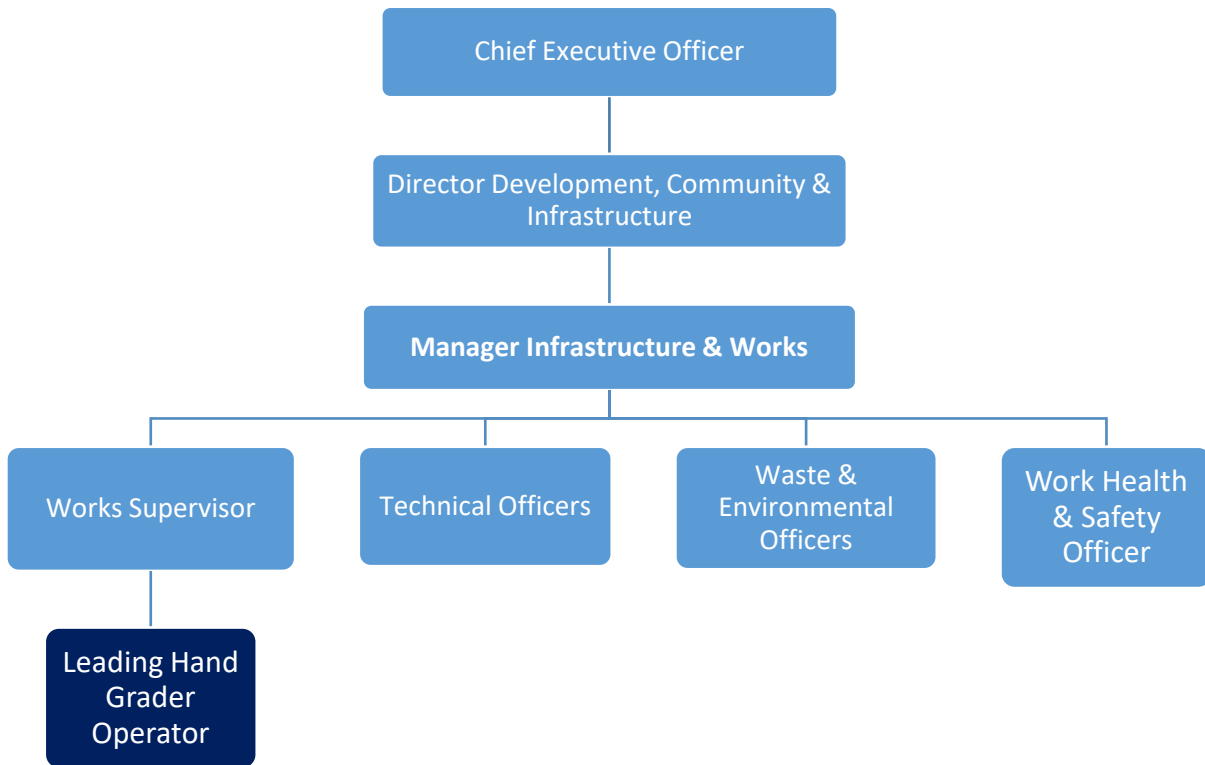 Chief Executive Officer
Director Development, Community &
Infrastructure
Manager Infrastructure & Works
Works Supervisor
Technical Officers
Waste &
Environmental
Officers
Work Health
& Safety
Officer
Leading Hand
Grader
Operator